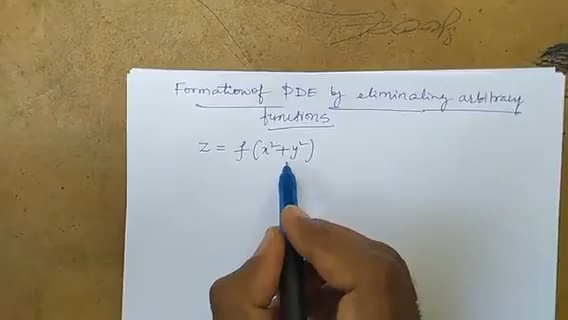 Formation of PDE by eliminating arbitrary
functions
z = f(x²+y²)